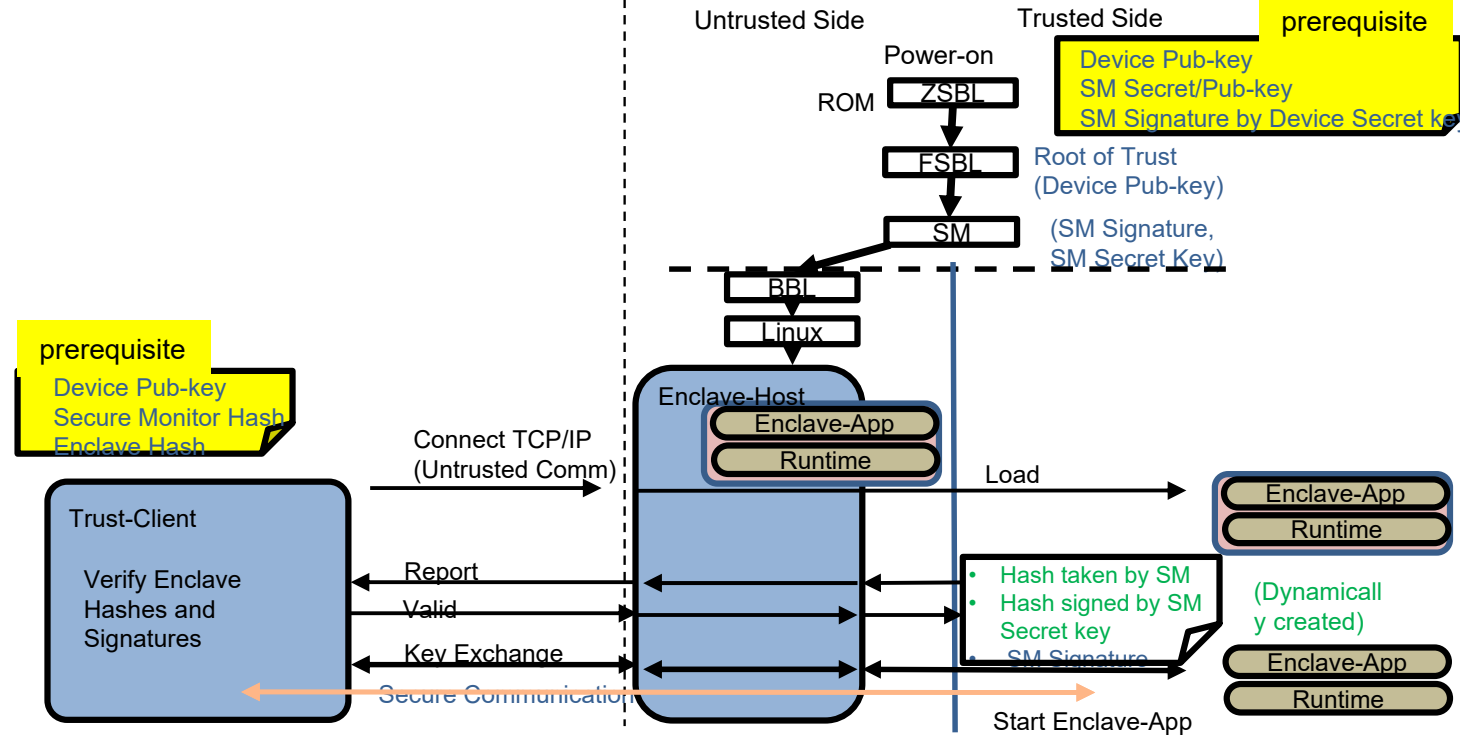 Untrusted Side
Trusted Side
prerequisite
Device Pub-key
SM Secret/Pub-key
SM Signature by Device Secret key
Power-on
ROM
ZSBL
FSBL
Root of Trust
(Device Pub-key)
SM
(SM Signature,
SM Secret Key)
BBL
Linux
prerequisite
Device Pub-key
Secure Monitor Hash
Enclave Hash
Enclave-Host
Enclave-App
Runtime
Connect TCP/IP
(Untrusted Comm)
Load
Enclave-App
Runtime
Trust-Client
Verify Enclave
Hashes and
Signatures
Report
Valid
Key Exchange
Secure Communication
• Hash taken by SM
• Hash signed by SM
Secret key
• SM Signature
(Dynamicall
y created)
Enclave-App
Runtime
Start Enclave-App